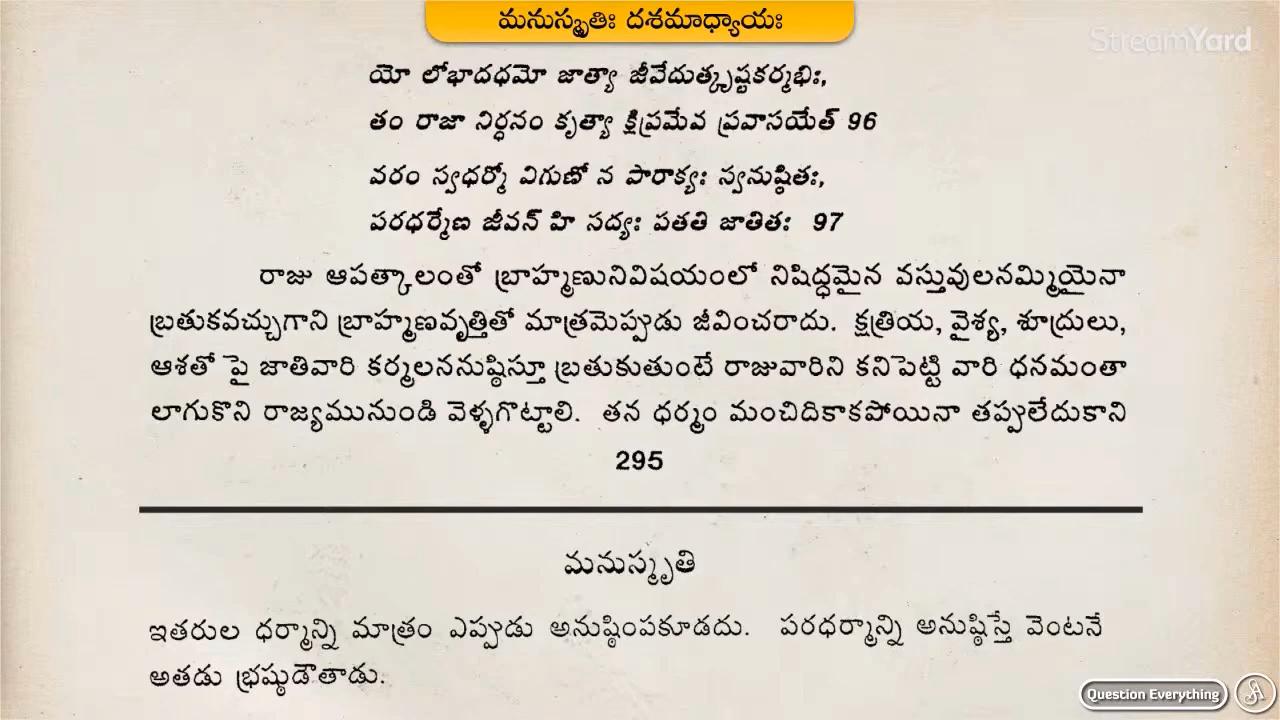 మనుస్మృతిః దశమాధ్యాయః
StreamYard
యో లోభాదధమో జాత్యా జీవేదుత్కృష్టకర్మభిః,
తం రాజా నిర్ధనం కృత్యా క్షిప్రమేవ ప్రవాసయేత్ 96
వరం స్వధర్మో విగుణో న పారాక్యః స్వనుష్ఠితః,
పరధర్మేణ జీవన్ హి సద్యః పతతి జాతితః 97
రాజు ఆపత్కాలంతో బ్రాహ్మణునివిషయంలో నిషిద్ధమైన వస్తువులనమ్మియైనా
బ్రతుకవచ్చుగాని బ్రాహ్మణవృత్తితో మాత్రమెప్పుడు జీవించరాదు. క్షత్రియ, వైశ్య, శూద్రులు,
ఆశతో పై జాతివారి కర్మలననుష్ఠిస్తూ బ్రతుకుతుంటే రాజువారిని కనిపెట్టి వారి ధనమంతా
లాగుకొని రాజ్యమునుండి వెళ్ళగొట్టాలి. తన ధర్మం మంచిదికాకపోయినా తప్పులేదుకాని
295
మనుస్మృతి
ఇతరుల ధర్మాన్ని మాత్రం ఎప్పుడు అనుష్ఠింపకూడదు. పరధర్మాన్ని అనుష్ఠిస్తే వెంటనే
అతడు భ్రష్ఠుడౌతాడు.
Question Everything